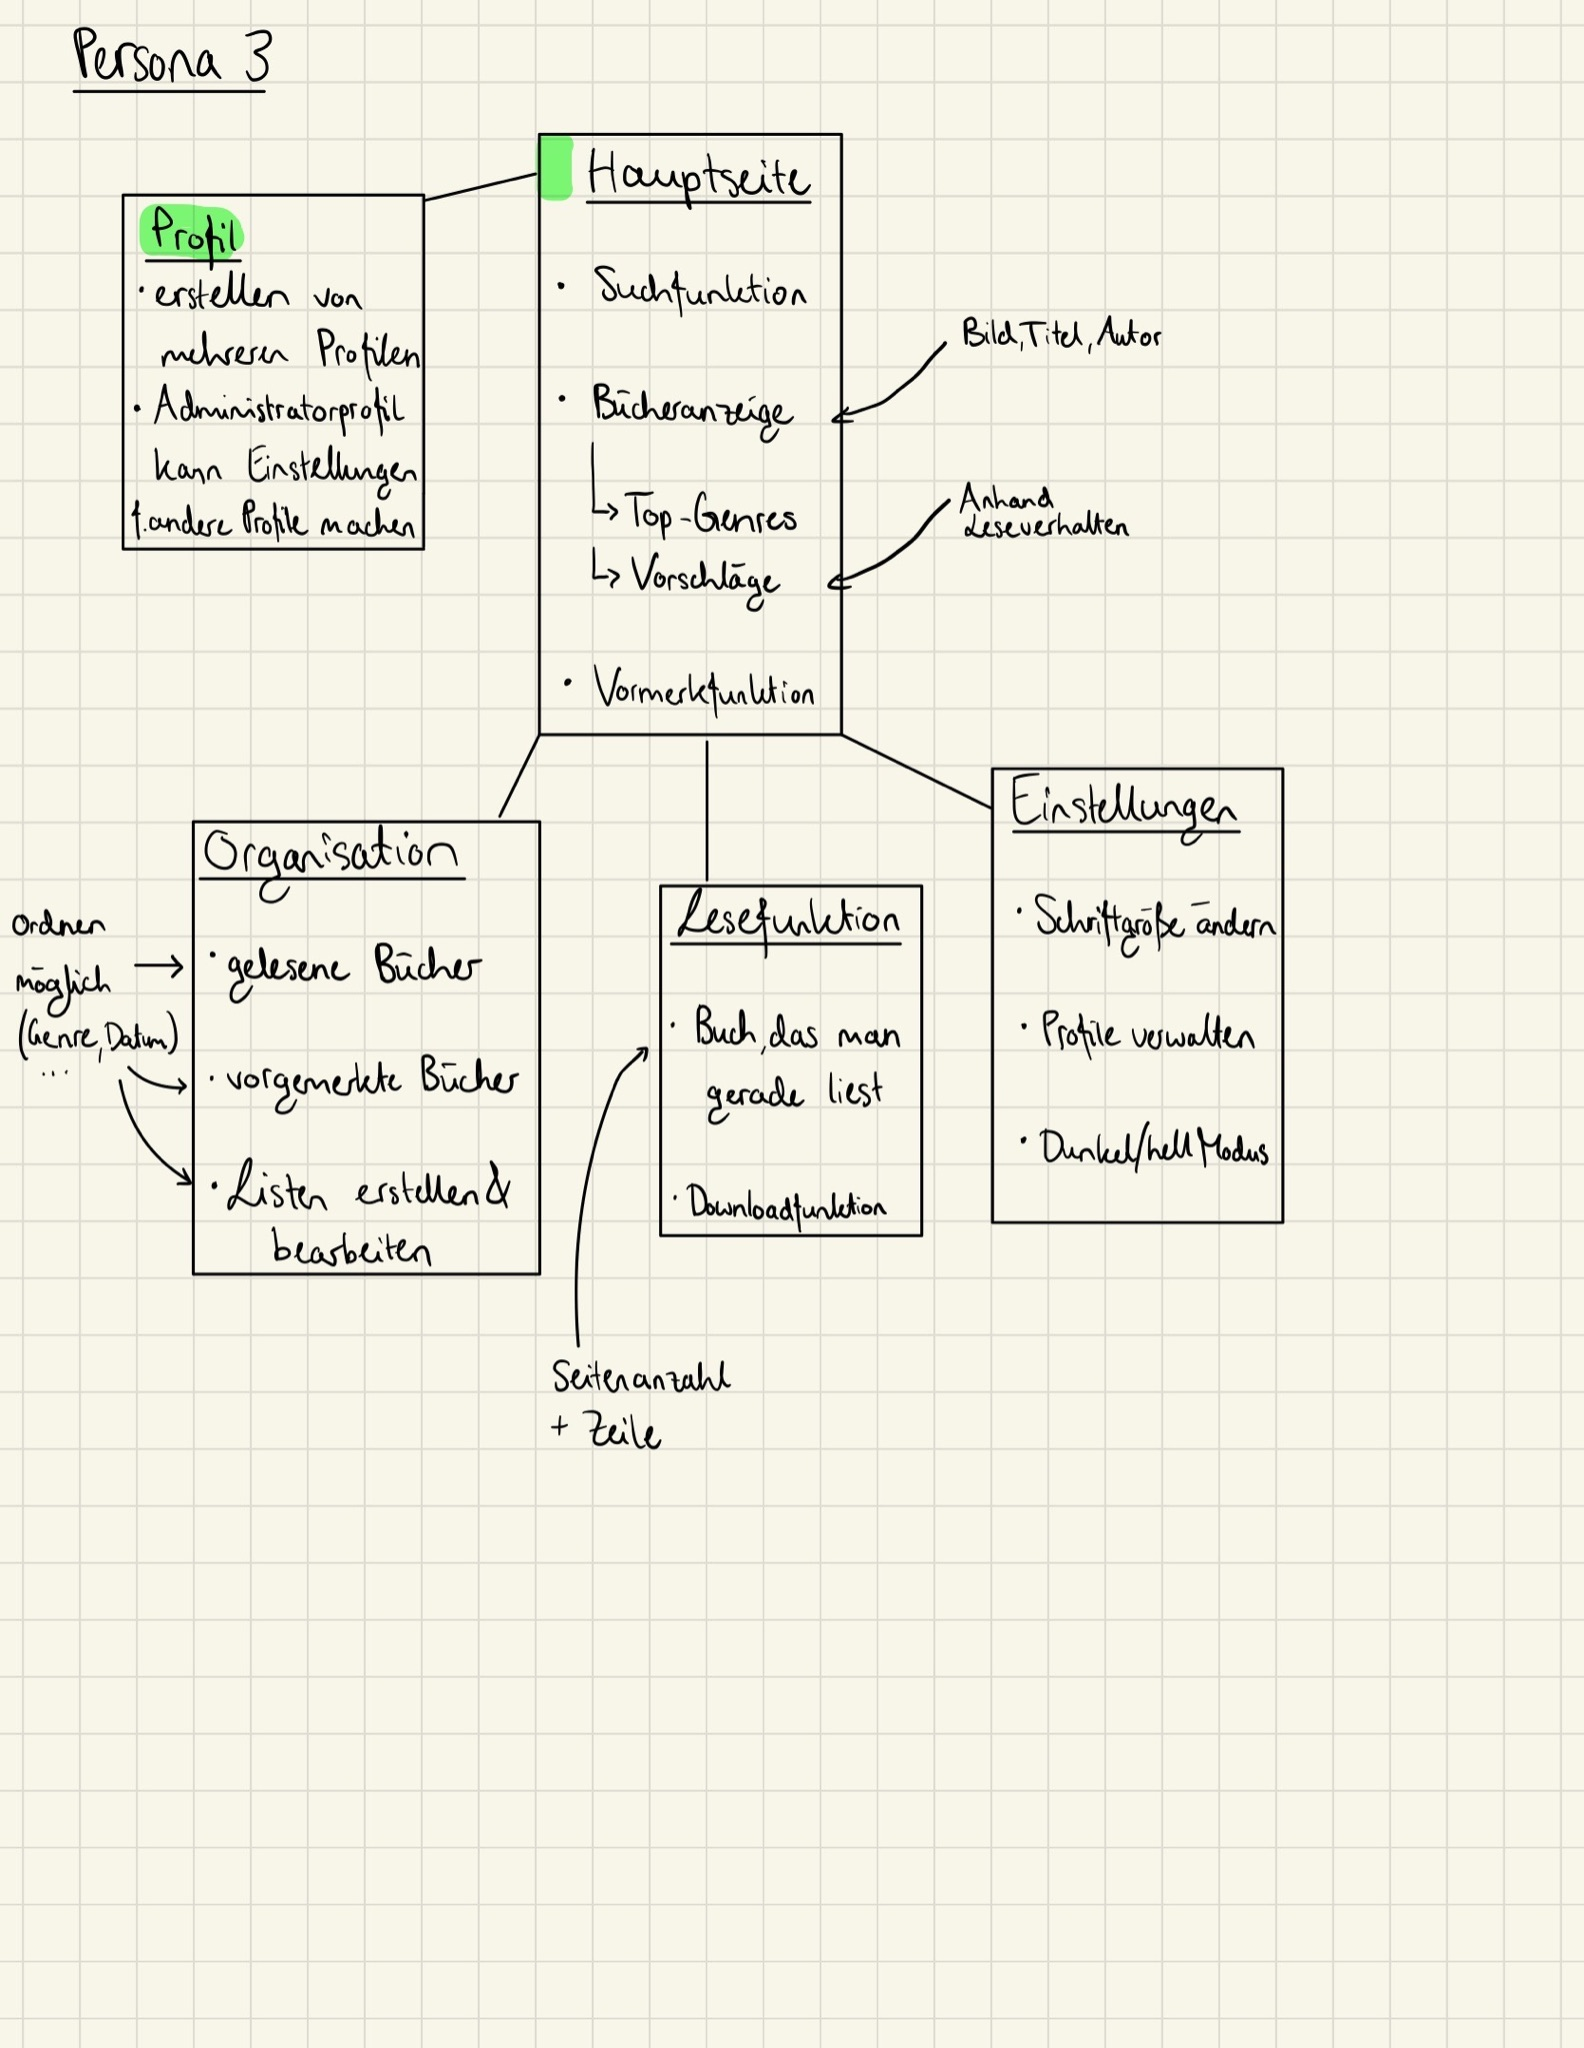 Persona 3
Hauptseite
• Suchfunktion
• Bücheranzeige
↳ Top-Genres
↳ Vorschläge
• Vormerkfunktion
Bild, Titel, Autor
Anhand
Leseverhalten
Profil
• erstellen von
mehreren Profilen
• Administratorprofil
kann Einstellungen
f. andere Profile machen
Organisation
• gelesene Bücher
• vorgemerkte Bücher
• Listen erstellen &
bearbeiten
Ordnen
möglich
(Genre, Datum)
...
Lesefunktion
• Buch, das man
gerade liest
• Downloadfunktion
Seitenanzahl
+ Zeile
Einstellungen
• Schriftgröße ändern
• Profile verwalten
• Dunkel/hell Modus